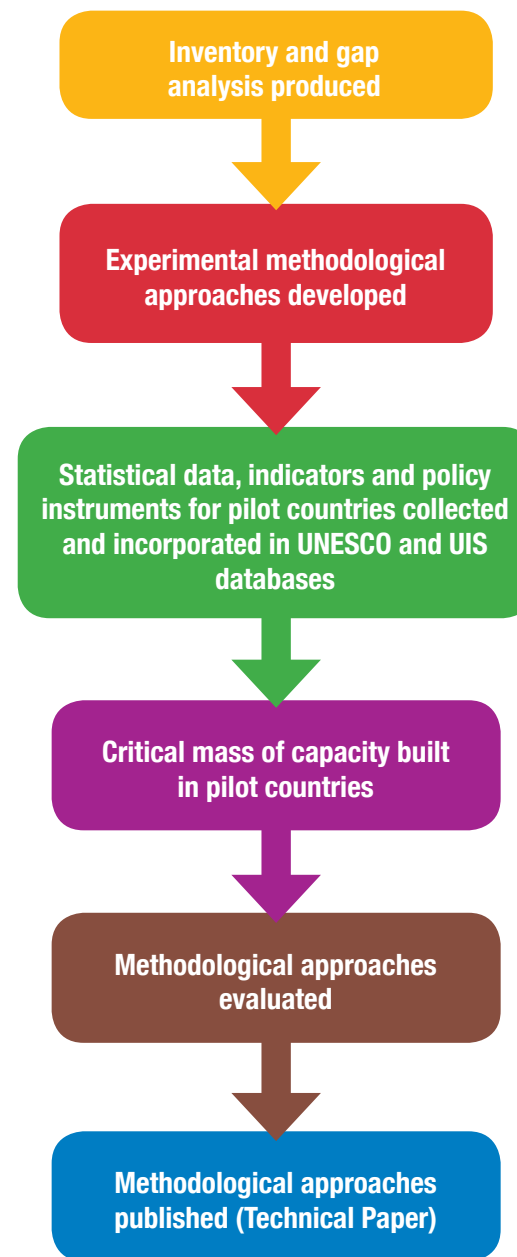 Inventory and gap
analysis produced
Experimental methodological
approaches developed
Statistical data, indicators and policy
instruments for pilot countries collected
and incorporated in UNESCO and UIS
databases
Critical mass of capacity built
in pilot countries
Methodological approaches
evaluated
Methodological approaches
published (Technical Paper)